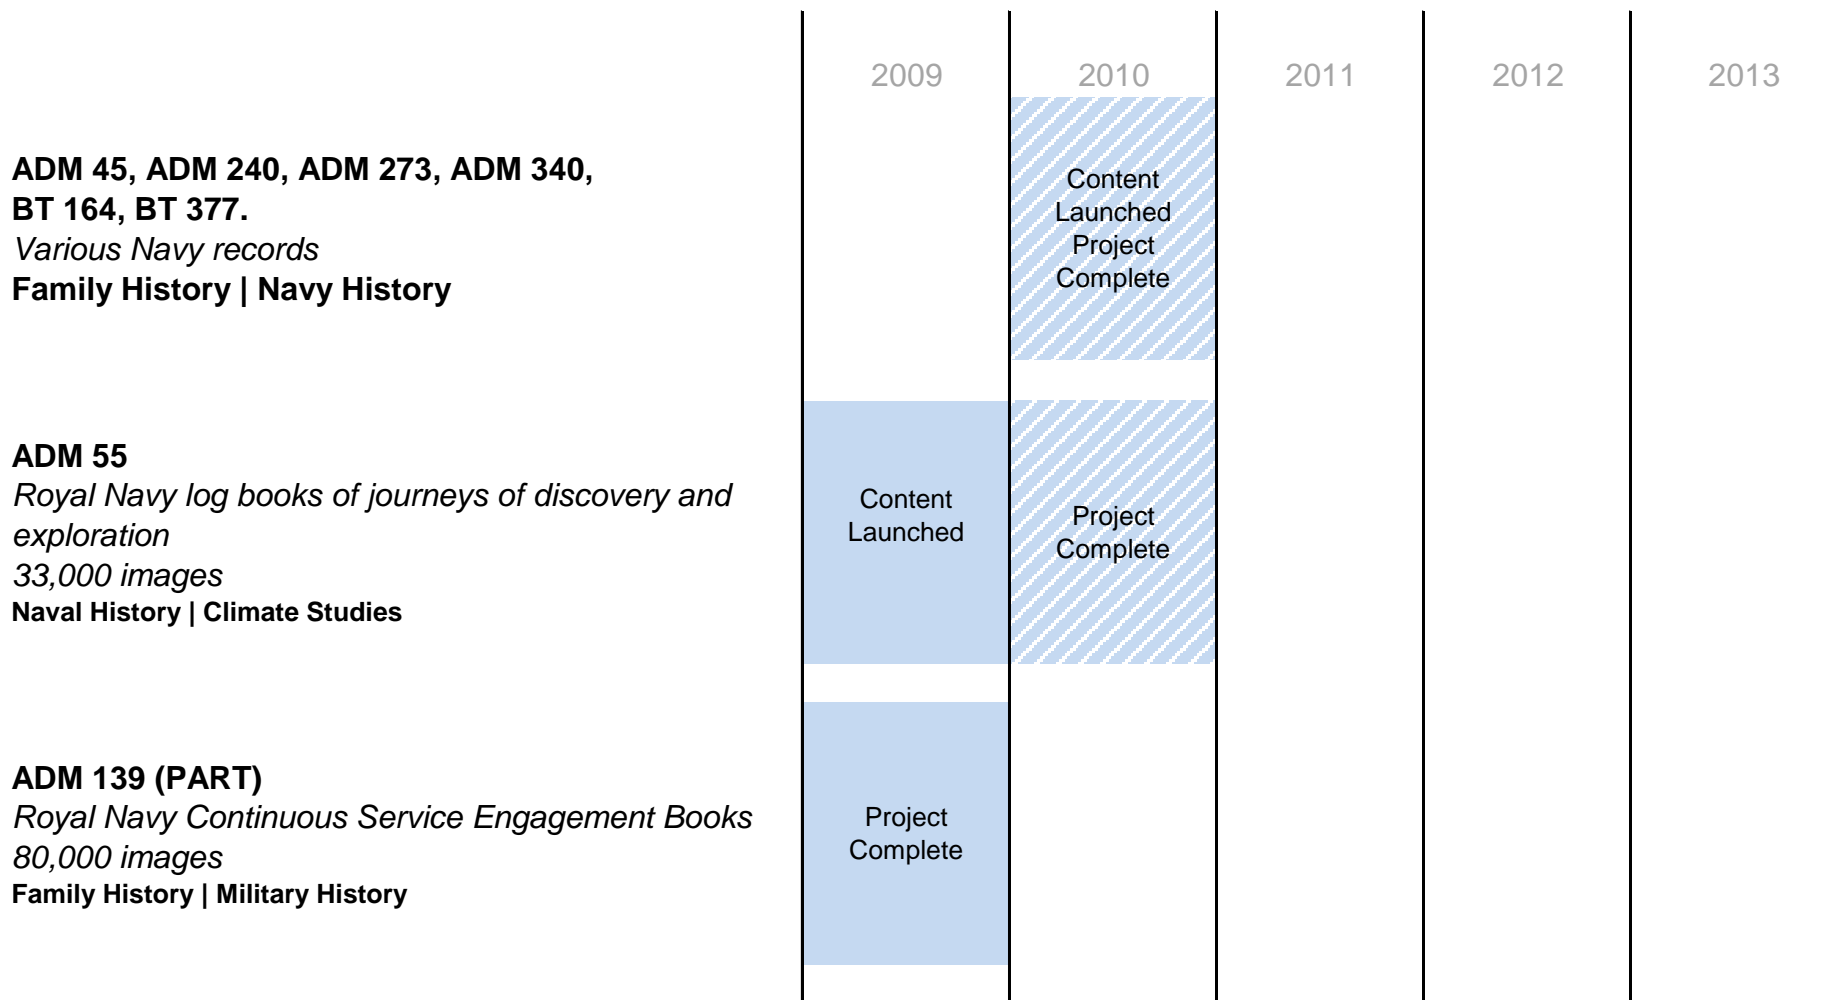 2009 2010 2011 2012 2013
ADM 45, ADM 240, ADM 273, ADM 340,
BT 164, BT 377.
Various Navy records
Family History | Navy History
Content
Launched
Project
Complete
ADM 55
Royal Navy log books of journeys of discovery and
exploration
33,000 images
Naval History | Climate Studies
Content
Launched
Project
Complete
ADM 139 (PART)
Royal Navy Continuous Service Engagement Books
80,000 images
Family History | Military History
Project
Complete